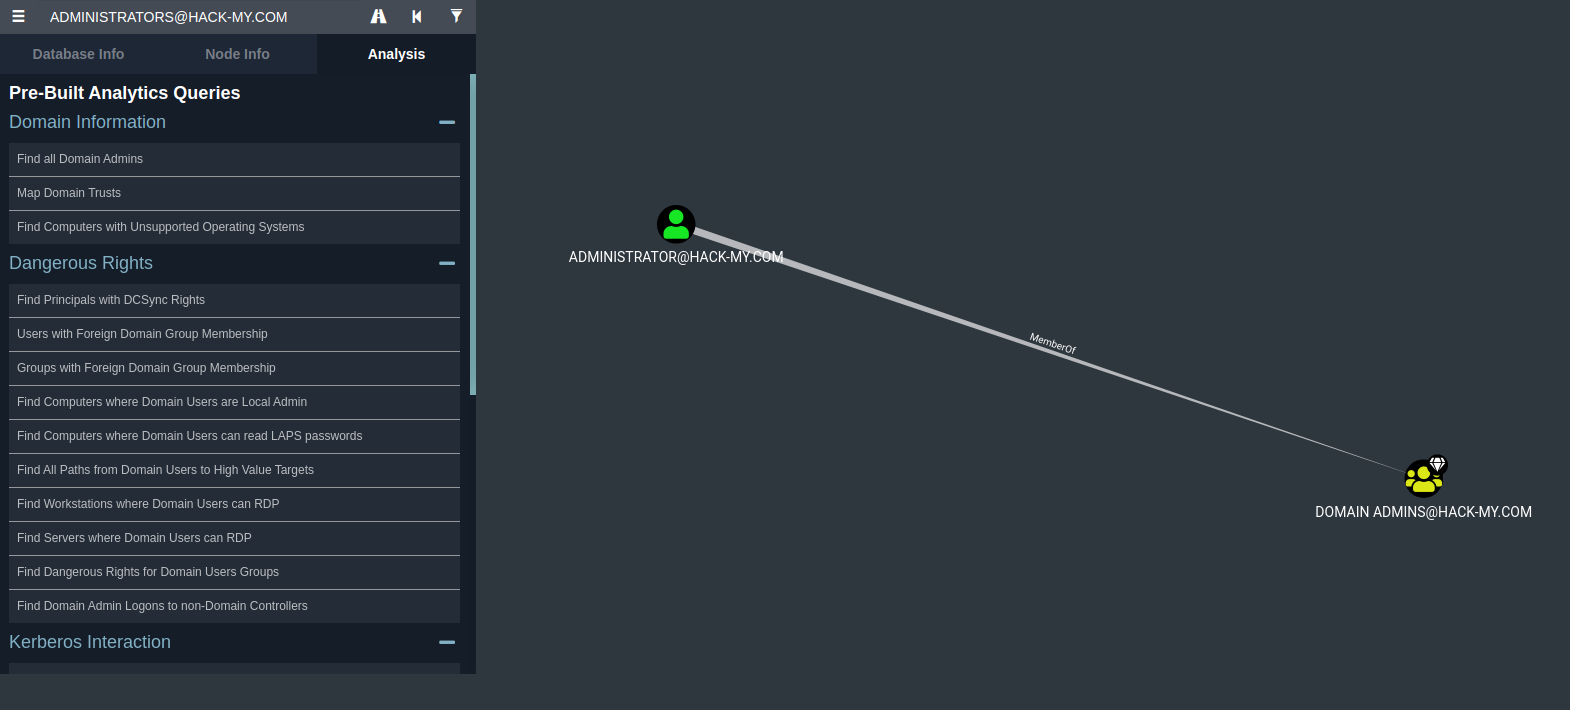 ADMINISTRATORS@HACK-MY.COM
Database Info
Node Info
Analysis
Pre-Built Analytics Queries
Domain Information
Find all Domain Admins
Map Domain Trusts
Find Computers with Unsupported Operating Systems
Dangerous Rights
Find Principals with DCSync Rights
Users with Foreign Domain Group Membership
Groups with Foreign Domain Group Membership
Find Computers where Domain Users are Local Admin
Find Computers where Domain Users can read LAPS passwords
Find All Paths from Domain Users to High Value Targets
Find Workstations where Domain Users can RDP
Find Servers where Domain Users can RDP
Find Dangerous Rights for Domain Users Groups
Find Domain Admin Logons to non-Domain Controllers
Kerberos Interaction
ADMINISTRATOR@HACK-MY.COM
MemberOf
DOMAIN ADMINS@HACK-MY.COM